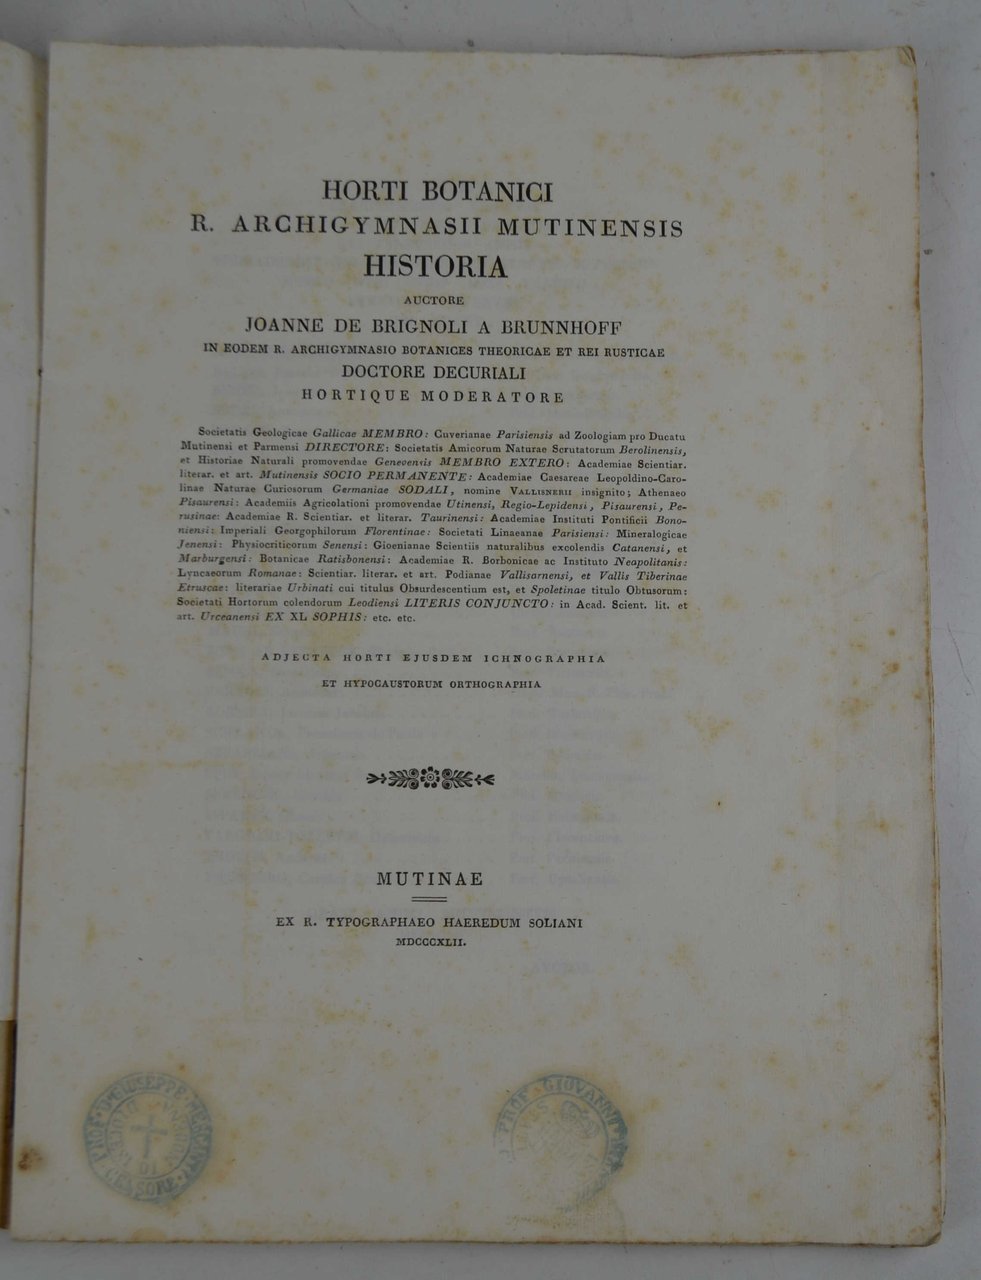 HORTI BOTANICI
R. ARCHIGYMNASII MUTINENSIS
HISTORIA
AUCTORE
JOANNE DE BRIGNOLI A BRUNNHOFF
IN EODEM R. ARCHIGYMNASIO BOTANICES THEORICAE ET REI RUSTICAE
DOCTORE DECURIALI
HORTIQUE MODERATORE
Societatis Geologicae Gallicae MEMBRO: Cuverianae Parisiensis ad Zoologiam pro Ducatu
Mutinensi et Parmensi DIRECTORE: Societatis Amicorum Naturae Scrutatorum Berolinensis,
et Historiae Naturali promovendae Genevensis MEMBRO EXTERO: Academiae Scientiar.
literar. et art. Mutinensis SOCIO PERMANENTE: Academiae Caesareae Leopoldino-Caro-
linae Naturae Curiosorum Germaniae SODALI, nomine VALLISNERII insignito; Athenaeo
Pisaurensi: Academiis Agricolationi promovendae Utinensi, Regio-Lepidensi, Pisaurensi, Pe-
rusinae: Academiae R. Scientiar. et literar. Taurinensi: Academiae Instituti Pontificii Bono-
niensi: Imperiali Georgophilorum Florentinae: Societati Linaeanae Parisiensi: Mineralogicae
Jenensi: Physiocriticorum Senensi: Gioenianae Scientiis naturalibus excolendis Catanensi, et
Marburgensi: Botanicae Ratisbonensi: Academiae R. Borbonicae ac Instituto Neapolitanis:
Lyncaeorum Romanae: Scientiar. literar. et art. Podianae Vallisarnensi, et Vallis Tiberinae
Etruscae: literariae Urbinati cui titulus Obsurdescentium est, et Spoletinae titulo Obtusorum:
Societati Hortorum colendorum Leodiensi LITERIS CONJUNCTO: in Acad. Scient. lit. et
art. Urceanensi EX XL SOPHIS: etc. etc.
ADJECTA HORTI EJUSDEM ICHNOGRAPHIA
ET HYPOCAUSTORUM ORTHOGRAPHIA
MUTINAE
EX R. TYPOGRAPHAEO HAEREDUM SOLIANI
MDCCCXLII.
PROF. GIUSEPPE
DI
PROF. GIOVANNI